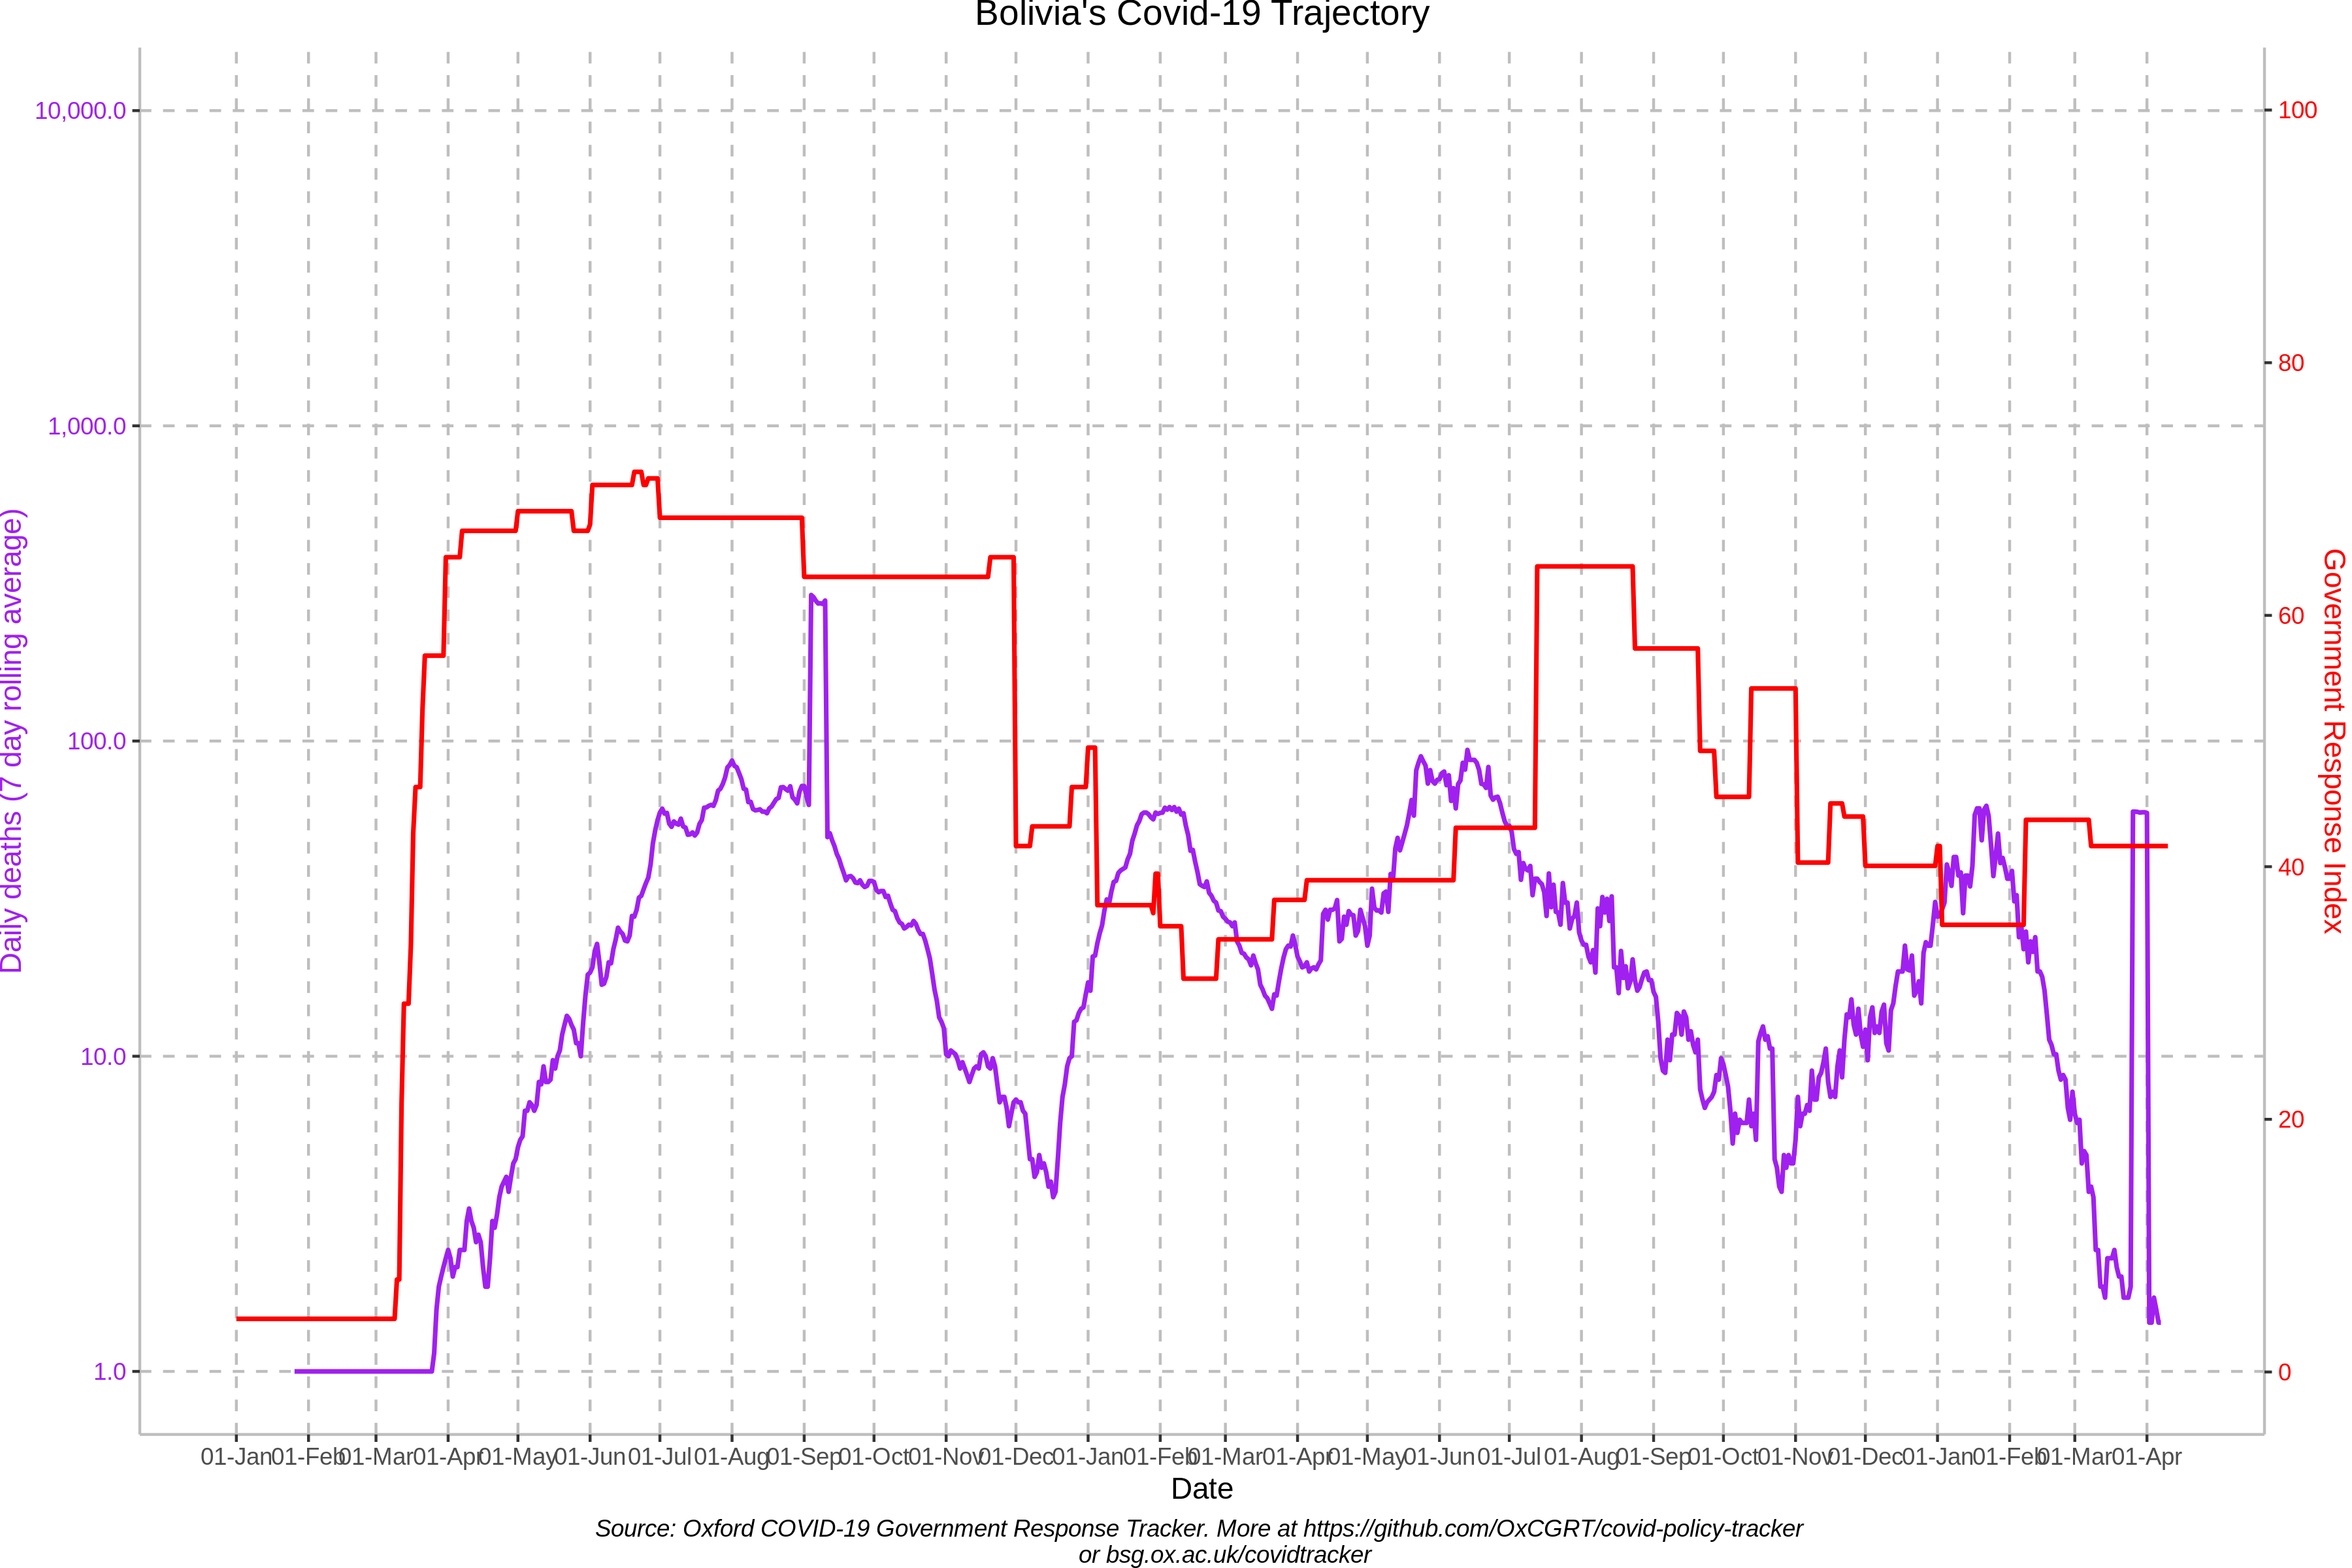 Bolivia's Covid-19 Trajectory
10,000.0
1,000.0
100.0
10.0
1.0
Daily deaths (7 day rolling average)
100
80
60
40
20
0
Government Response Index
01-Jan 01-Feb 01-Mar 01-Apr 01-May 01-Jun 01-Jul 01-Aug 01-Sep 01-Oct 01-Nov 01-Dec 01-Jan 01-Feb 01-Mar 01-Apr 01-May 01-Jun 01-Jul 01-Aug 01-Sep 01-Oct 01-Nov 01-Dec 01-Jan 01-Feb 01-Mar 01-Apr
Date
Source: Oxford COVID-19 Government Response Tracker. More at https://github.com/OxCGRT/covid-policy-tracker
or bsg.ox.ac.uk/covidtracker